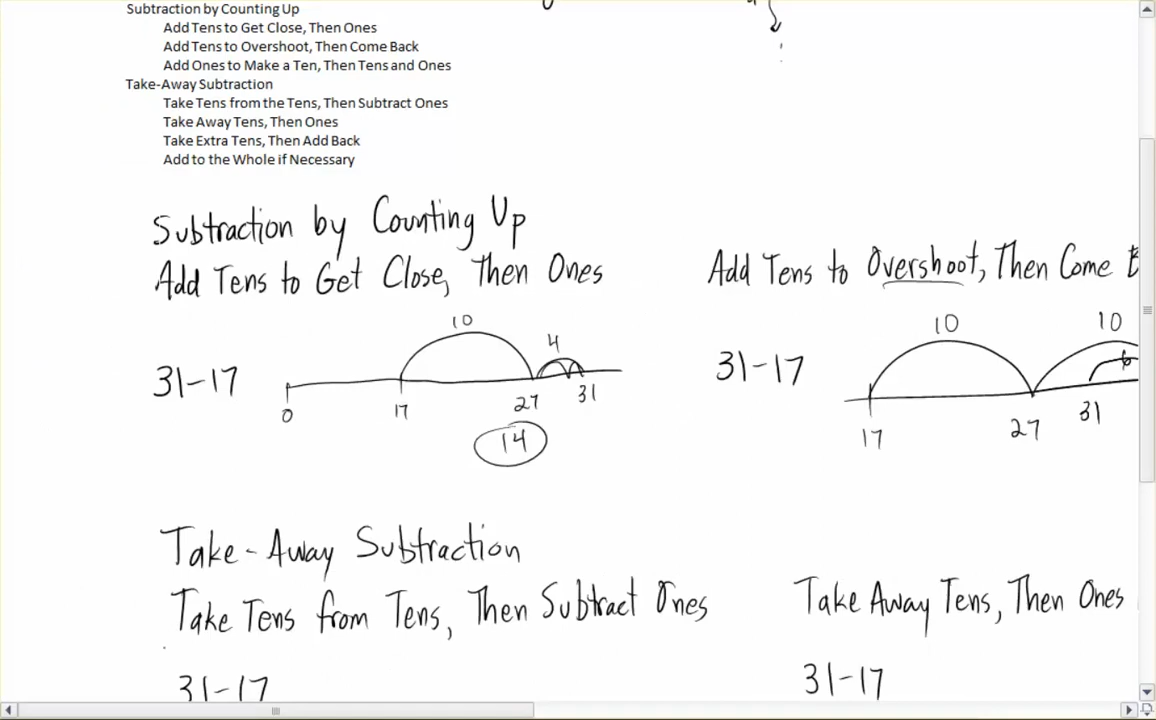 Subtraction by Counting Up
Add Tens to Get Close, Then Ones
Add Tens to Overshoot, Then Come Back
Add Ones to Make a Ten, Then Tens and Ones
Take-Away Subtraction
Take Tens from the Tens, Then Subtract Ones
Take Away Tens, Then Ones
Take Extra Tens, Then Add Back
Add to the Whole if Necessary
Subtraction by Counting Up
Add Tens to Get Close, Then Ones
10
4
31-17
0
17
27
31
14
Add Tens to Overshoot, Then Come
10
10
31-17
17
27
31
Take-Away Subtraction
Take Tens from Tens, Then Subtract Ones
31-17
Take Away Tens, Then Ones
31-17